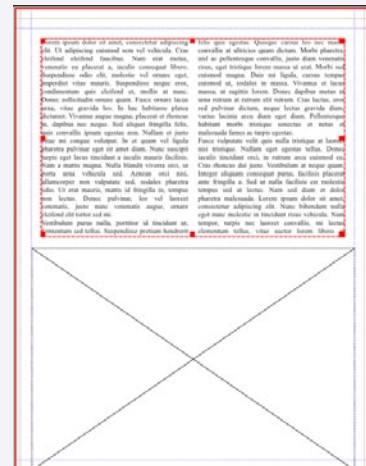 Lorem ipsum dolor sit amet, consectetur adipiscing
elit. Ut adipiscing euismod sem vel vehicula. Cras
eleifend eleifend faucibus. Nam erat metus,
venenatis eu placerat a, iaculis consequat libero.
Suspendisse odio elit, molestie vel ornare eget,
imperdiet vitae mauris. Suspendisse neque eros,
condimentum quis eleifend et, mollis at nunc.
Donec sollicitudin ornare quam. Fusce ornare lacus
urna, vitae gravida leo. In hac habitasse platea
dictumst. Vivamus augue magna, placerat et rhoncus
in, dapibus nec neque. Sed aliquet fringilla felis,
quis convallis ipsum egestas non. Nullam et justo
vitae mi congue volutpat. In et quam vel ligula
pharetra pulvinar eget sit amet diam. Nunc suscipit
turpis eget lacus tincidunt a iaculis mauris facilisis.
Nam a mattis magna. Nulla blandit viverra orci, ut
porta urna vehicula sed. Aenean orci nisi,
ullamcorper non vulputate sed, sodales pharetra
odio. Ut erat mauris, mattis id fringilla in, tempus
non lectus. Donec pulvinar, leo vel laoreet
venenatis, justo nunc venenatis augue, ornare
eleifend elit tortor sed mi.
Vestibulum purus nulla, porttitor id tincidunt ut,
fermentum sed tellus. Suspendisse pretium hendrerit
felis quis egestas. Quisque cursus leo nec mauris
convallis at ultricies quam dictum. Morbi pharetra,
nisl ac pellentesque convallis, justo diam venenatis
risus, eget tristique lorem massa ut erat. Morbi sed
euismod magna. Duis mi ligula, cursus tempor
euismod ut, sodales in massa. Vivamus et lacus
massa, ut sagittis lorem. Donec dapibus metus at
urna rutrum at rutrum elit rutrum. Cras luctus, eros
sed pulvinar dictum, neque lectus gravida diam,
varius lacinia arcu diam eget diam. Pellentesque
habitant morbi tristique senectus et netus et
malesuada fames ac turpis egestas.
Fusce vulputate velit quis nulla tristique at laoreet
nisi tristique. Nullam eget egestas tellus. Donec
iaculis tincidunt orci, in rutrum arcu euismod eu.
Cras rhoncus dui justo. Vestibulum at neque quam.
Integer aliquam consequat purus, facilisis placerat
ante fringilla a. Sed ut nulla facilisis est molestie
tempus ut at metus. Nam sed diam et dolor
pharetra malesuada. Lorem ipsum dolor sit amet,
consectetur adipiscing elit. Nunc bibendum nulla
eget nunc molestie in tincidunt risus vehicula. Nam
tempor, turpis nec laoreet convallis, mi lectus
elementum tellus, vitae auctor lorem libero